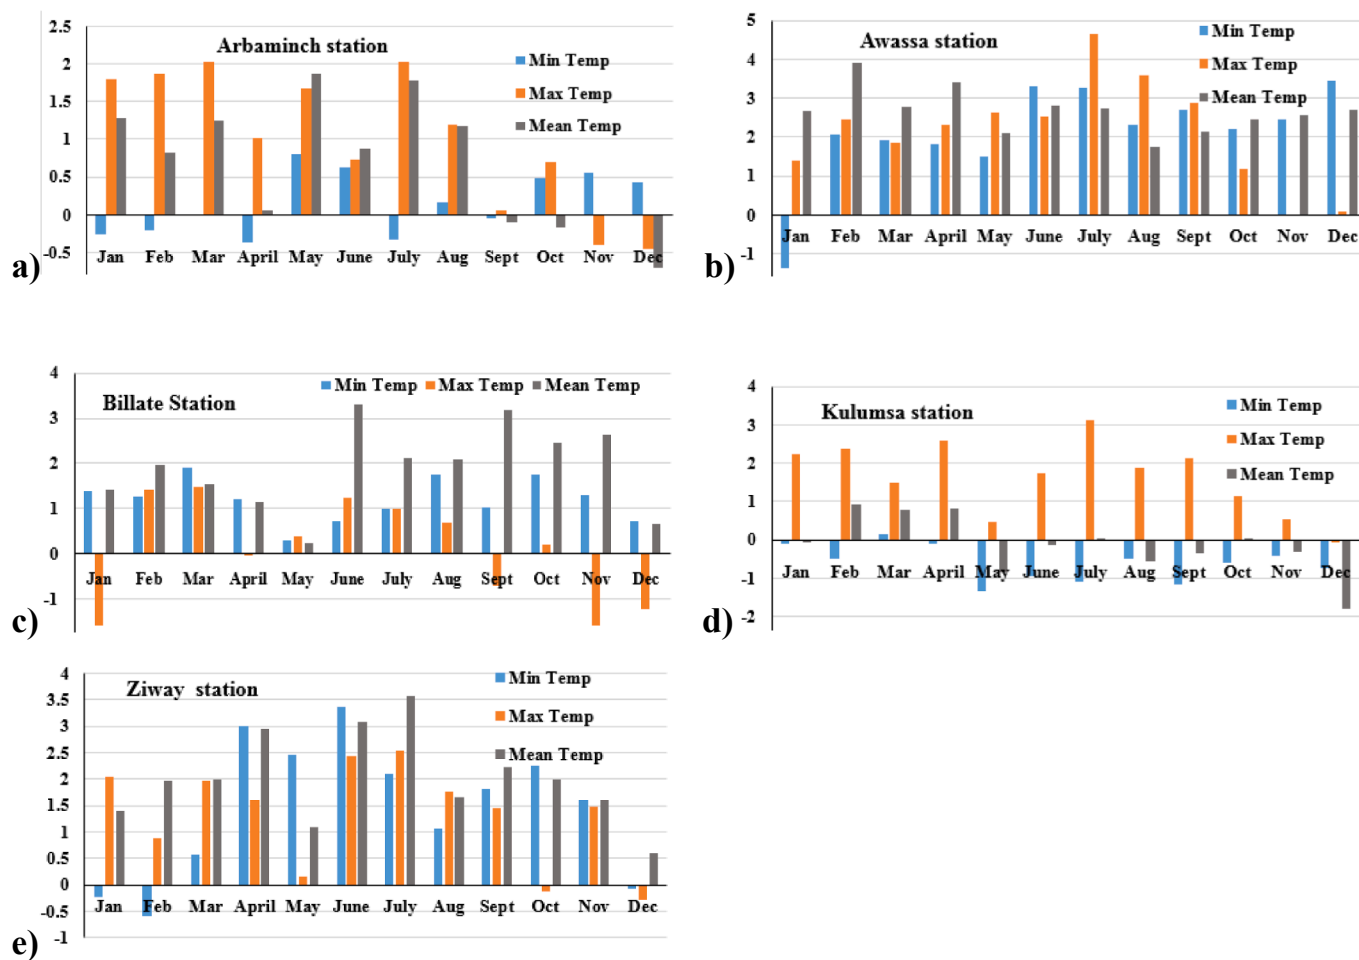 Arbaminch station
Min Temp
Max Temp
Mean Temp
2.5
2
1.5
1
0.5
0
-0.5
Jan Feb Mar April May June July Aug Sept Oct Nov Dec
a)
Awassa station
Min Temp
Max Temp
Mean Temp
5
4
3
2
1
0
-1
Jan Feb Mar April May June July Aug Sept Oct Nov Dec
b)
Billate Station
Min Temp Max Temp Mean Temp
4
3
2
1
0
-1
Jan Feb Mar April May June July Aug Sept Oct Nov Dec
c)
Kulumsa station
Min Temp
Max Temp
Mean Temp
4
3
2
1
0
-1
-2
Jan Feb Mar April May June July Aug Sept Oct Nov Dec
d)
Ziway station
Min Temp
Max Temp
Mean Temp
4
3.5
3
2.5
2
1.5
1
0.5
0
-0.5
-1
Jan Feb Mar April May June July Aug Sept Oct Nov Dec
e)